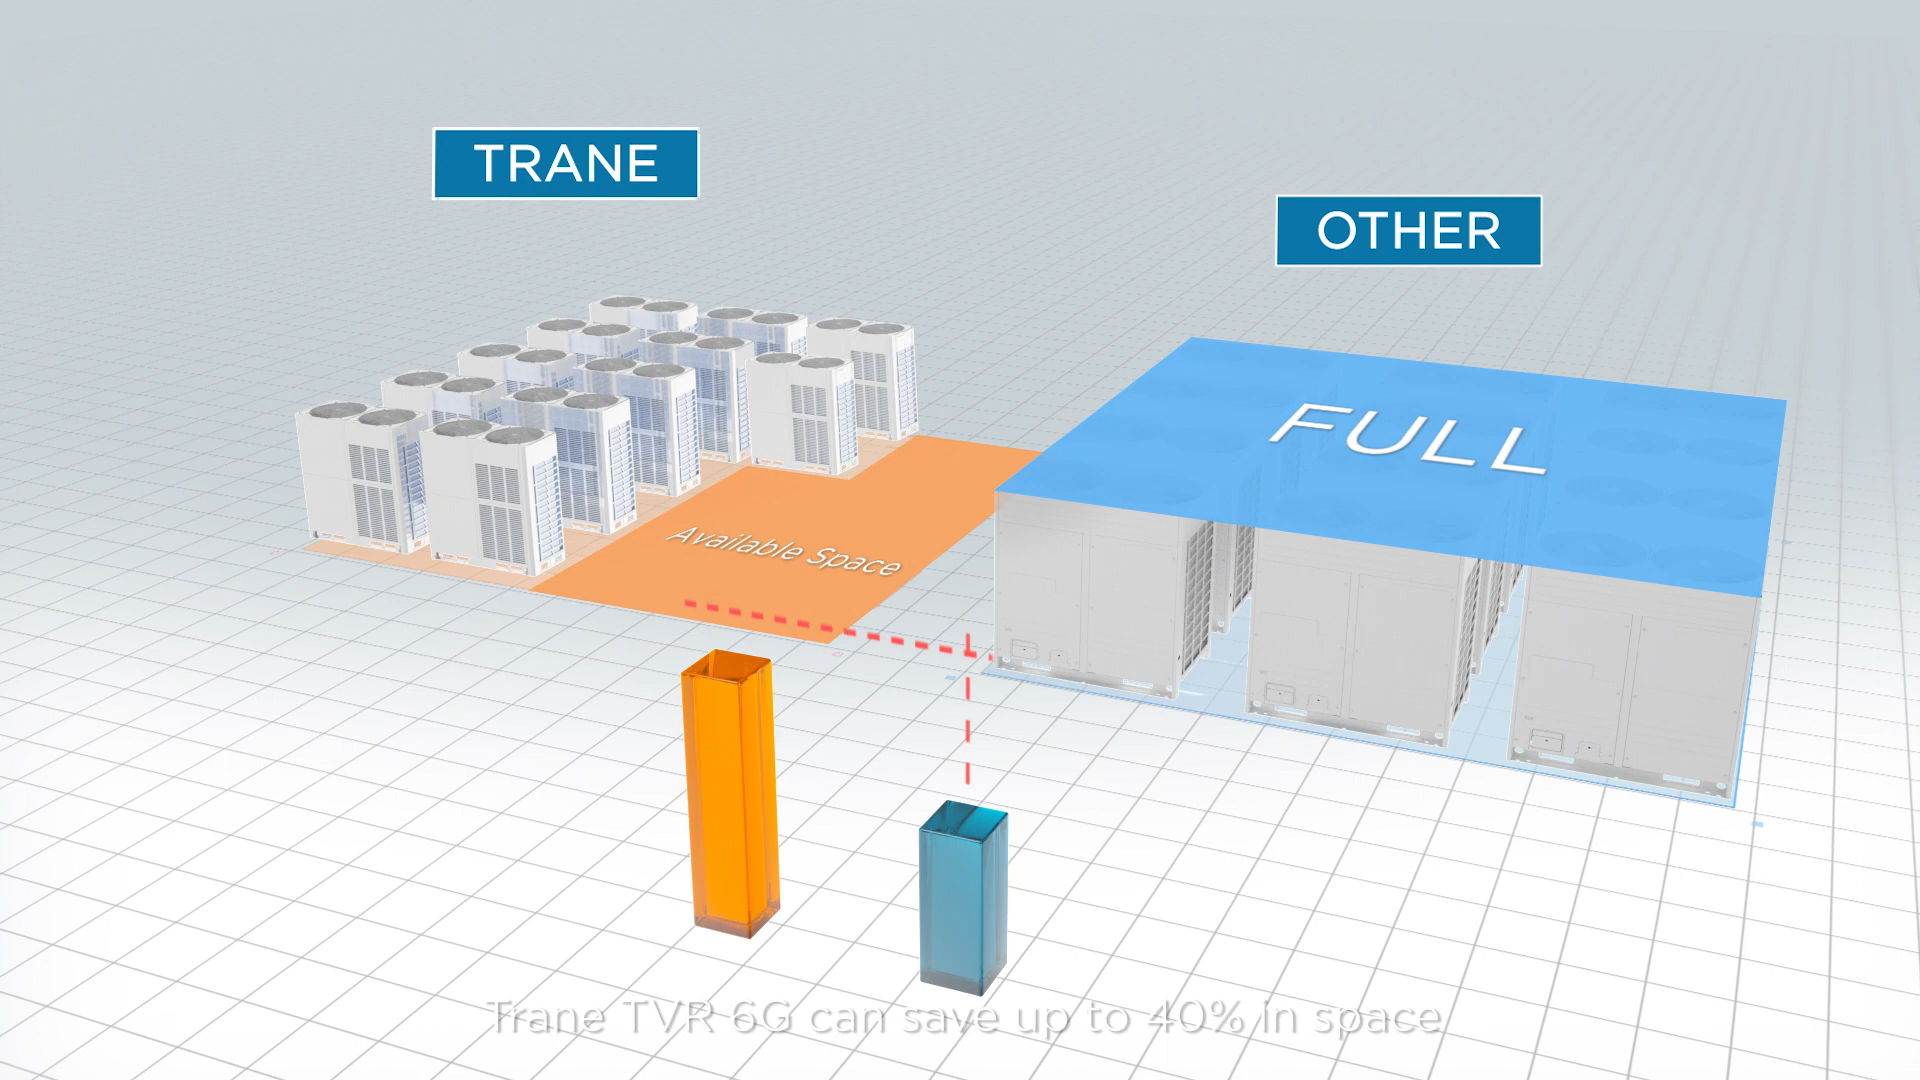 TRANE
OTHER
FULL
Available Space
Trane TVR 6G can save up to 40% in space